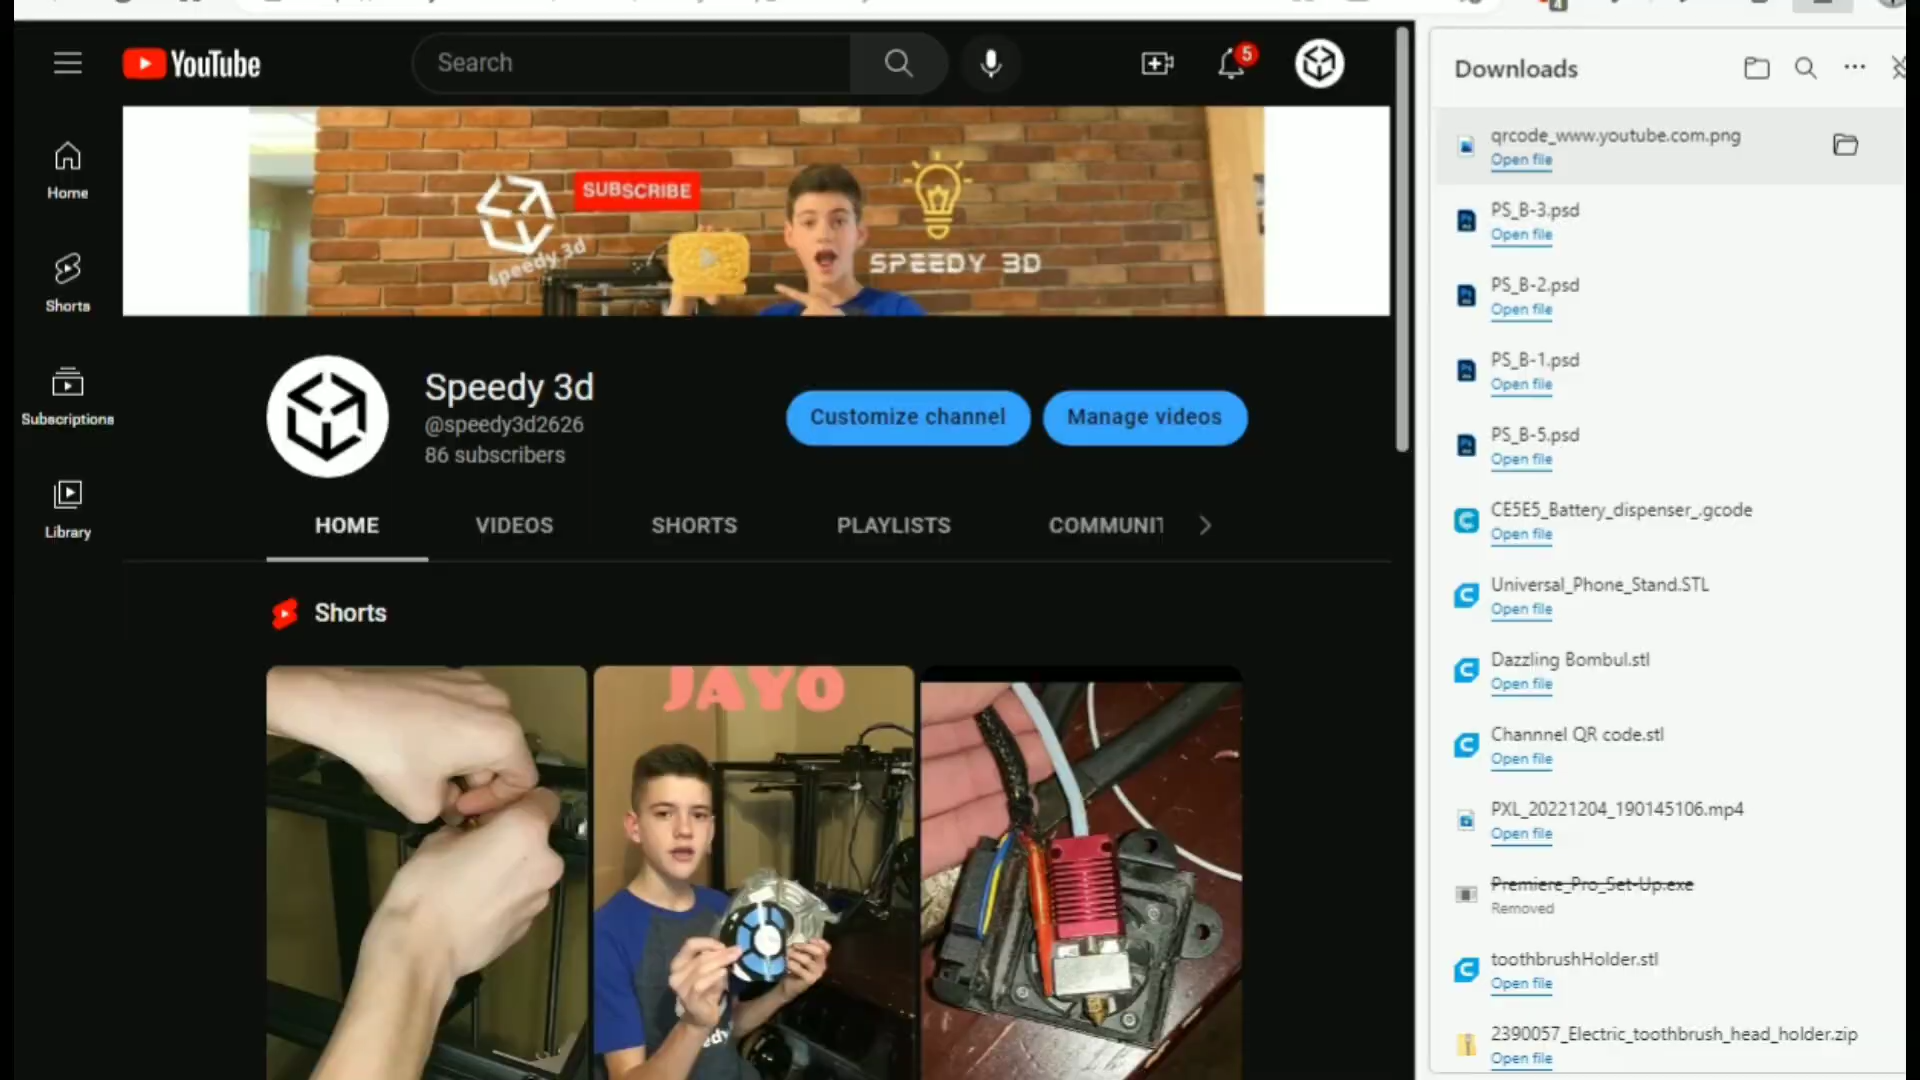 YouTube
Search
5
Home
Shorts
Subscriptions
Library
SUBSCRIBE
speedy 3d
SPEEDY 3D
Speedy 3d
@speedy3d2626
86 subscribers
Customize channel
Manage videos
HOME
VIDEOS
SHORTS
PLAYLISTS
COMMUNIT
Shorts
JAYO
Downloads
qrcode_www.youtube.com.png
Open file
PS_B-3.psd
Open file
PS_B-2.psd
Open file
PS_B-1.psd
Open file
PS_B-5.psd
Open file
CE5E5_Battery_dispenser_.gcode
Open file
Universal_Phone_Stand.STL
Open file
Dazzling Bombul.stl
Open file
Channnel QR code.stl
Open file
PXL_20221204_190145106.mp4
Open file
Premiere_Pro_Set-Up.exe
Removed
toothbrushHolder.stl
Open file
2390057_Electric_toothbrush_head_holder.zip
Open file